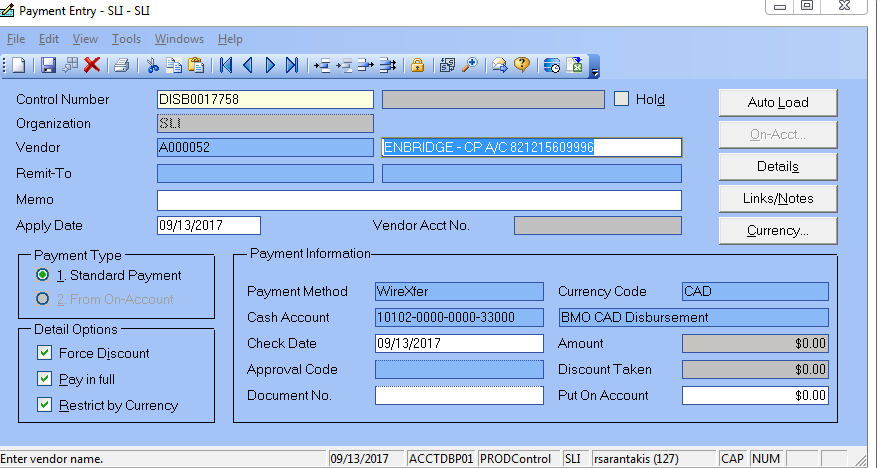 Payment Entry - SLI - SLI
File Edit View Tools Windows Help
Control Number DISB0017758 Hold Auto Load
Organization SLI On-Acct...
Vendor A000052 ENBRIDGE - CP A/C 821215609996 Details
Remit-To
Memo Links/Notes
Apply Date 09/13/2017 Vendor Acct No. Currency...
Payment Type Payment Information
1. Standard Payment Payment Method WireXfer Currency Code CAD
2. From On-Account Cash Account 10102-0000-0000-33000 BMO CAD Disbursement
Detail Options Check Date 09/13/2017 Amount $0.00
Force Discount Approval Code Discount Taken $0.00
Pay in full Document No. Put On Account $0.00
Restrict by Currency
Enter vendor name. 09/13/2017 ACCTDBP01 PRODControl SLI rsarantakis (127) CAP NUM